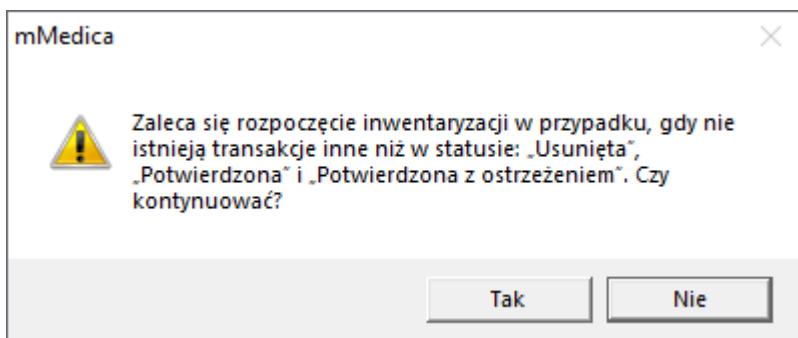 mMedica
Zaleca się rozpoczęcie inwentaryzacji w przypadku, gdy nie
istnieją transakcje inne niż w statusie: „Usunięta",
„Potwierdzona" i „Potwierdzona z ostrzeżeniem". Czy
kontynuować?
Tak
Nie